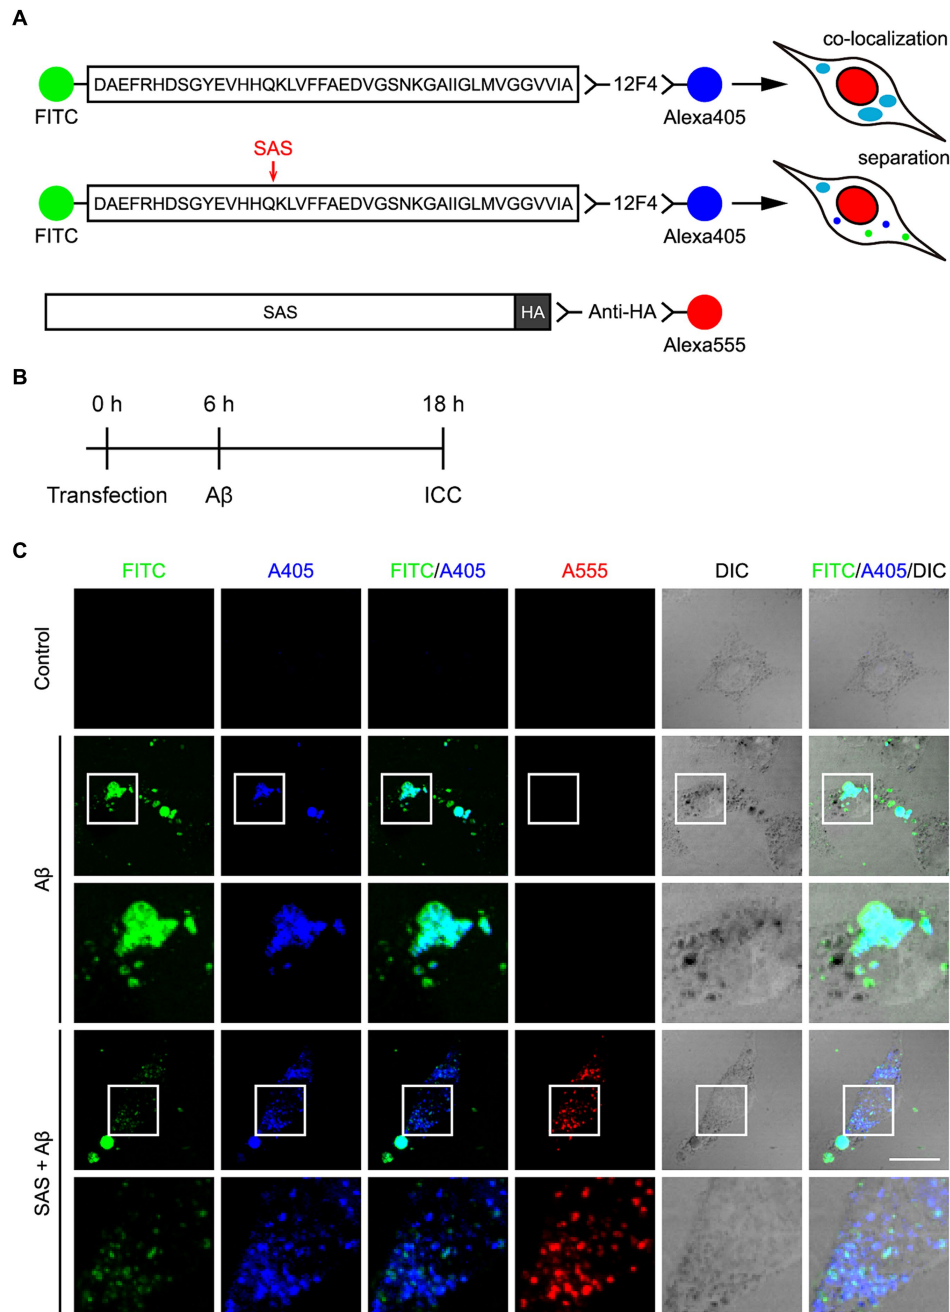 A
co-localization
DAEFRHDSGYEVHHQKLVFFAEDVGSNKGAIIGLMVGGVVIA
12F4
FITC
Alexa405
SAS
separation
DAEFRHDSGYEVHHQKLVFFAEDVGSNKGAIIGLMVGGVVIA
12F4
FITC
Alexa405
SAS
HA
Anti-HA
Alexa555
B
0 h
6 h
18 h
Transfection
Aβ
ICC
C
FITC
A405
FITC/A405
A555
DIC
FITC/A405/DIC
Control
Aβ
SAS + Aβ